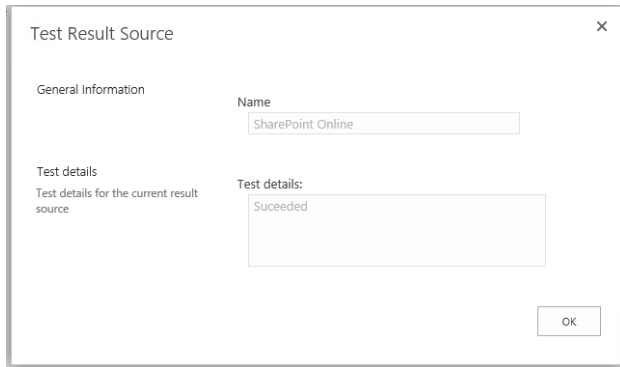 Test Result Source
General Information
Name
SharePoint Online
Test details
Test details for the current result
source
Test details:
Suceeded
OK